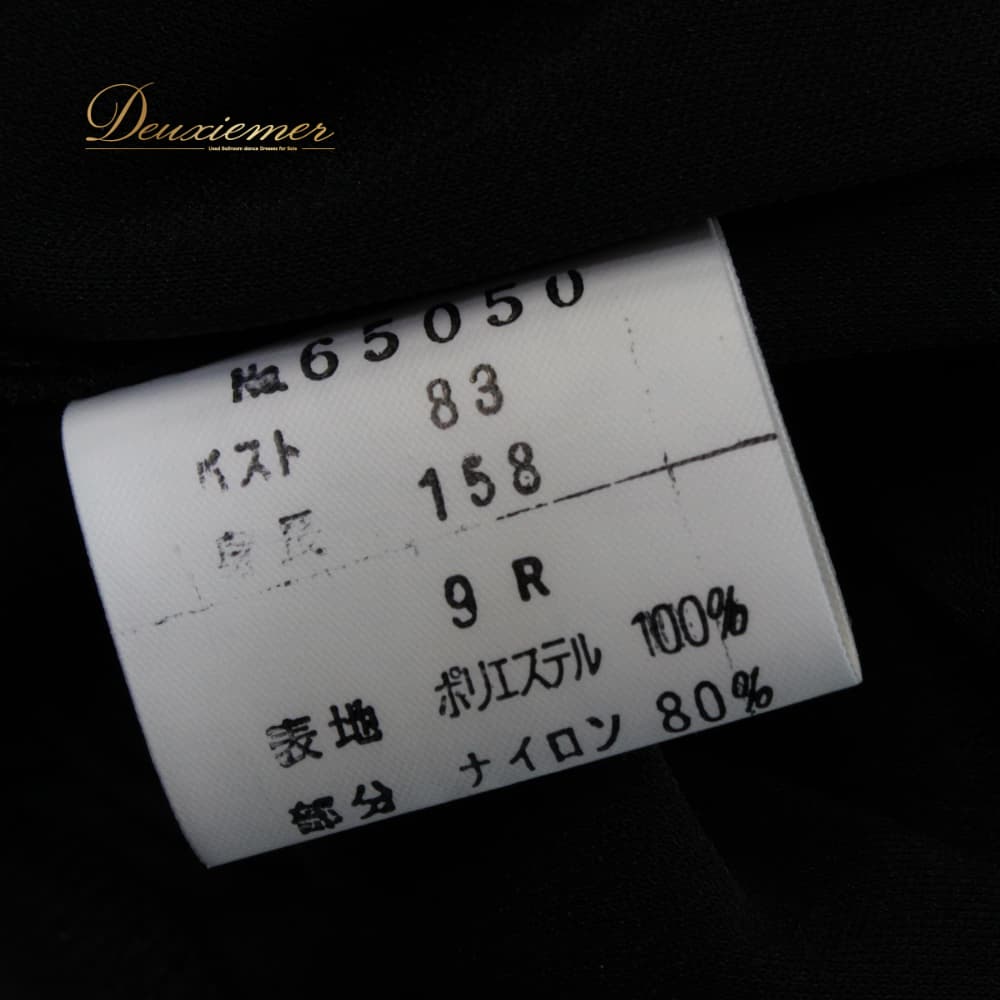 Deuxiemer
Used Ballroom dance Dresses for Sale
№65050
バスト 83
身長 158
9 R
表地 ポリエステル 100%
部分 ナイロン 80%